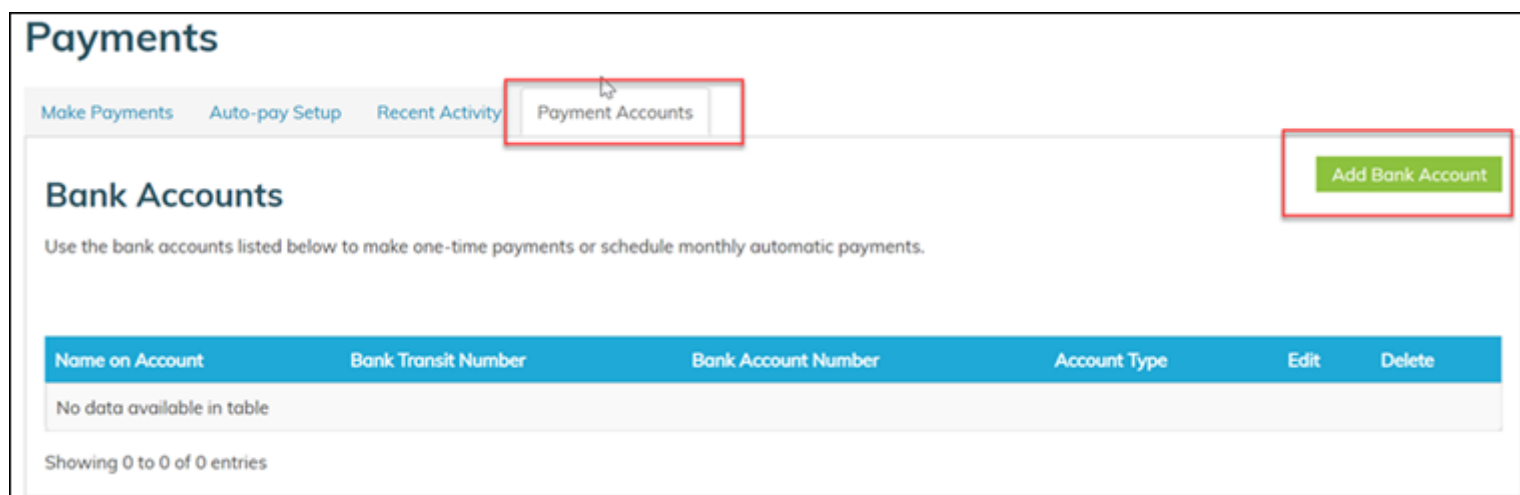 Payments
Make Payments Auto-pay Setup Recent Activity Payment Accounts
Add Bank Account
Bank Accounts
Use the bank accounts listed below to make one-time payments or schedule monthly automatic payments.
Name on Account Bank Transit Number Bank Account Number Account Type Edit Delete
No data available in table
Showing 0 to 0 of 0 entries